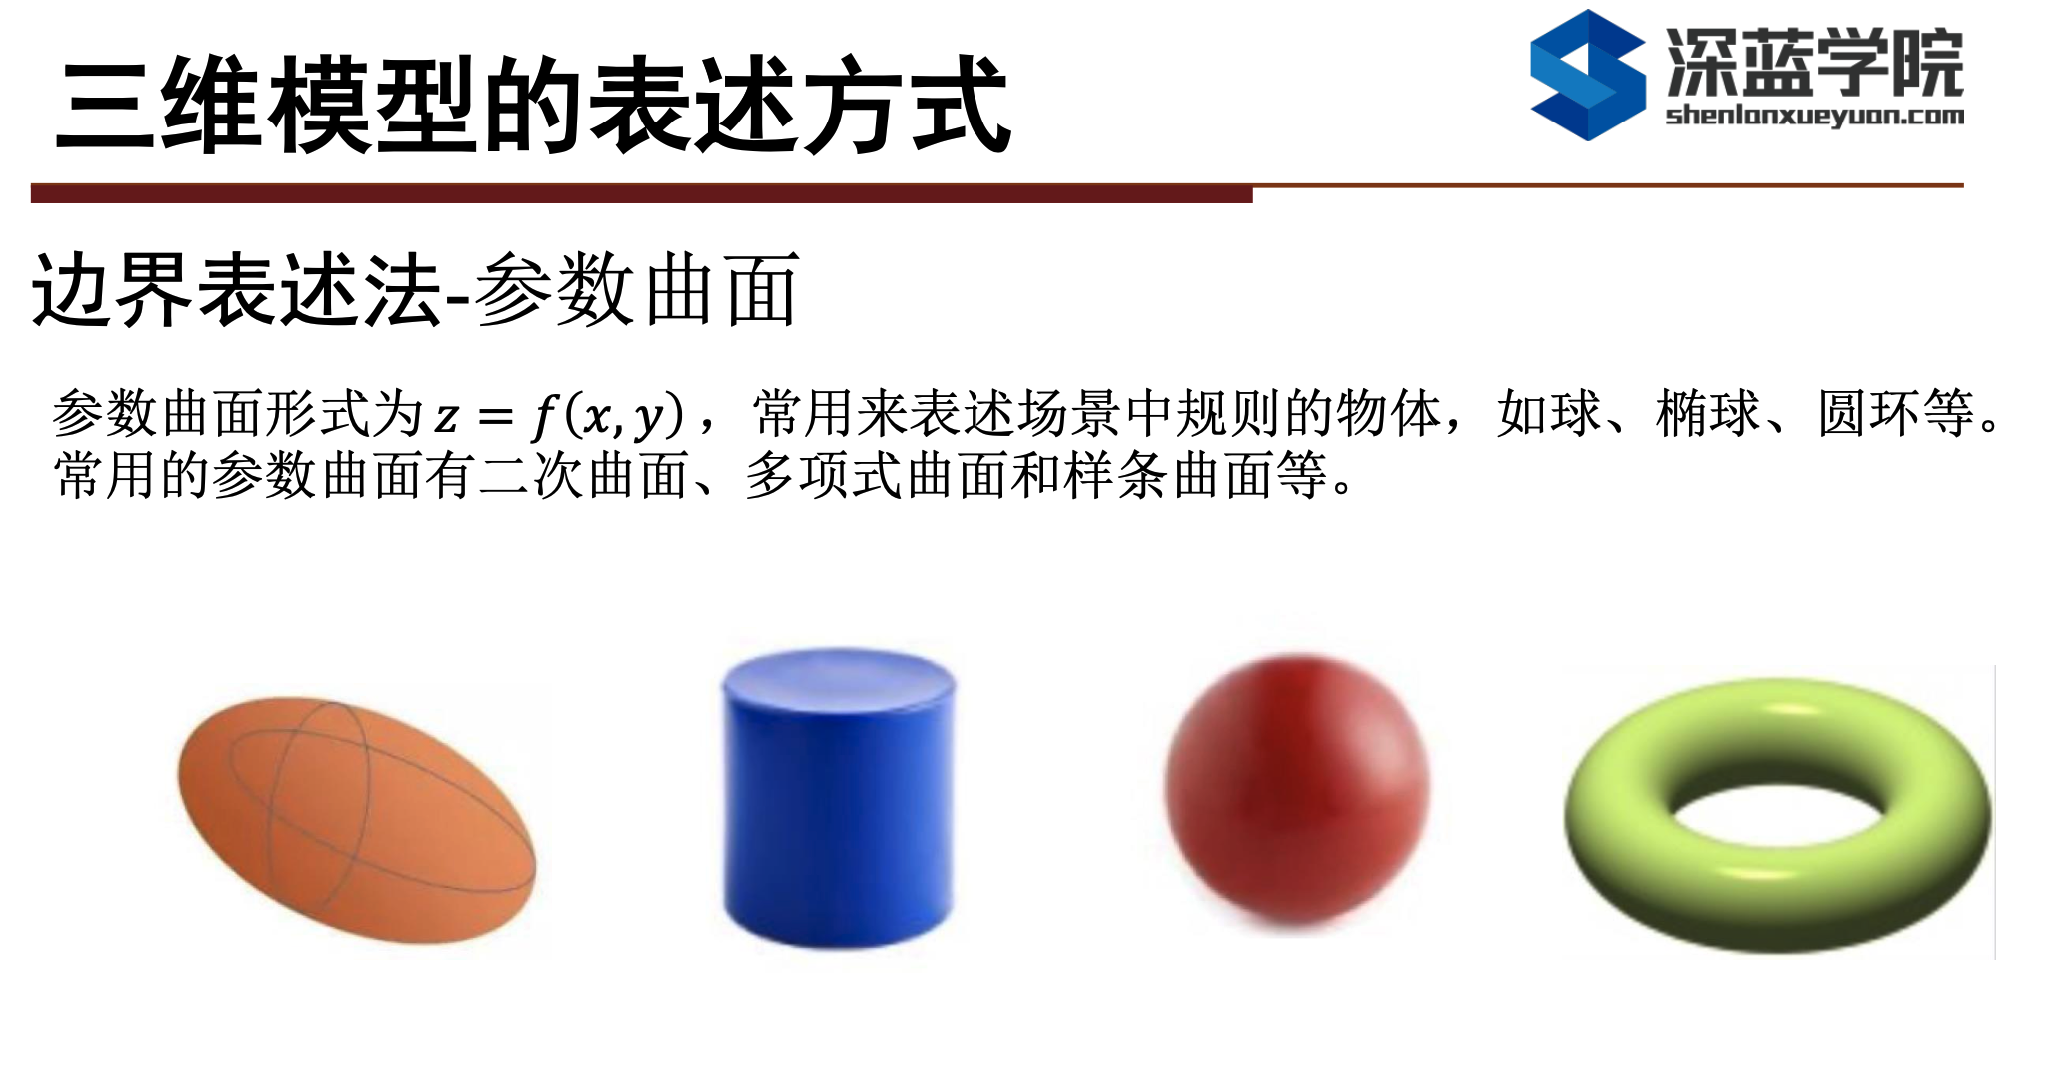 三维模型的表述方式
深蓝学院
shenlanxueyuan.com
边界表述法-参数曲面
参数曲面形式为 z = f(x, y) ，常用来表述场景中规则的物体，如球、椭球、圆环等。
常用的参数曲面有二次曲面、多项式曲面和样条曲面等。